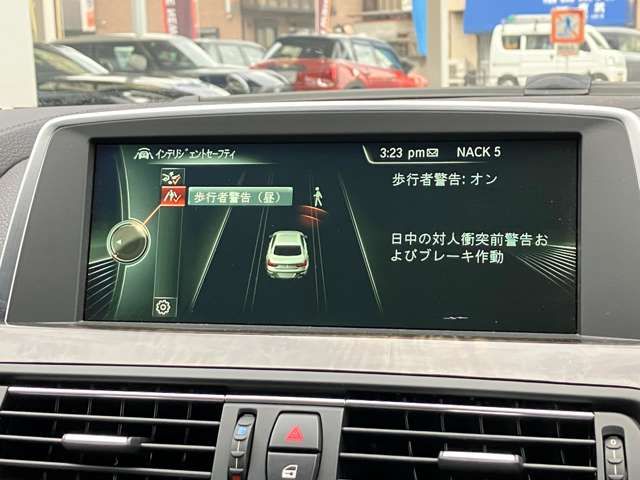 インテリジェントセーフティ
3:23 pm NACK 5
歩行者警告: オン
歩行者警告 (昼)
日中の対人衝突前警告お
よびブレーキ作動